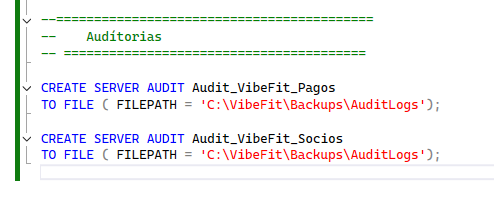 --==========================================
--    Auditorias
-- ========================================
CREATE SERVER AUDIT Audit_VibeFit_Pagos
TO FILE ( FILEPATH = 'C:\VibeFit\Backups\AuditLogs');
CREATE SERVER AUDIT Audit_VibeFit_Socios
TO FILE ( FILEPATH = 'C:\VibeFit\Backups\AuditLogs');